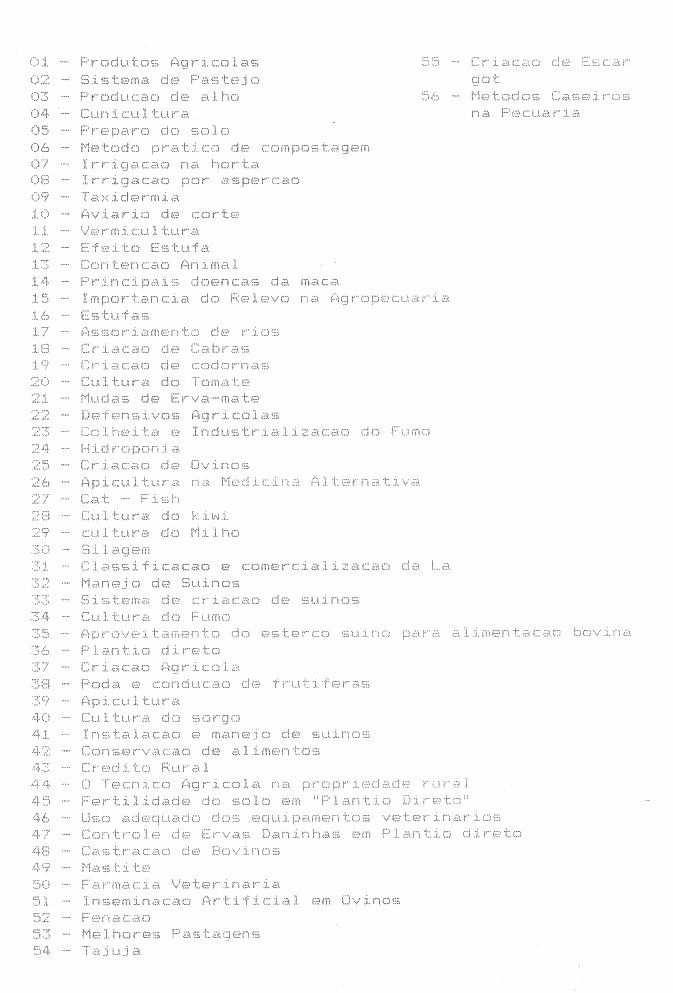 01 - Produtos Agricolas
02 - Sistema de Pastejo
03 - Producao de alho
04 - Cunicultura
05 - Preparo do solo
06 - Metodo pratico de compostagem
07 - Irrigacao na horta
08 - Irrigacao por aspercao
09 - Taxidermia
10 - Aviario de corte
11 - Vermicultura
12 - Efeito Estufa
13 - Contencao Animal
14 - Principais doencas da maca
15 - Importancia do Relevo na Agropecuaria
16 - Estufas
17 - Assoriamento de rios
18 - Criacao de Cabras
19 - Criacao de codornas
20 - Cultura do Tomate
21 - Mudas de Erva-mate
22 - Defensivos Agricolas
23 - Colheita e Industrializacao do Fumo
24 - Hidroponia
25 - Criacao de Ovinos
26 - Apicultura na Medicina Alternativa
27 - Cat - Fish
28 - Cultura do kiwi
29 - cultura do Milho
30 - Silagem
31 - Classificacao e comercializacao da La
32 - Manejo de Suinos
33 - Sistema de criacao de suinos
34 - Cultura do Fumo
35 - Aproveitamento do esterco suino para alimentacao bovina
36 - Plantio direto
37 - Criacao Agricola
38 - Poda e conducao de frutiferas
39 - Apicultura
40 - Cultura do sorgo
41 - Instalacao e manejo de suinos
42 - Conservacao de alimentos
43 - Credito Rural
44 - O Tecnico Agricola na propriedade rural
45 - Fertilidade do solo em "Plantio Direto"
46 - Uso adequado dos equipamentos veterinarios
47 - Controle de Ervas Daninhas em Plantio direto
48 - Castracao de Bovinos
49 - Mastite
50 - Farmacia Veterinaria
51 - Inseminacao Artificial em Ovinos
52 - Fenacao
53 - Melhores Pastagens
54 - Tajuja
55 - Criacao de Escar
got
56 - Metodos Caseiros
na Pecuaria